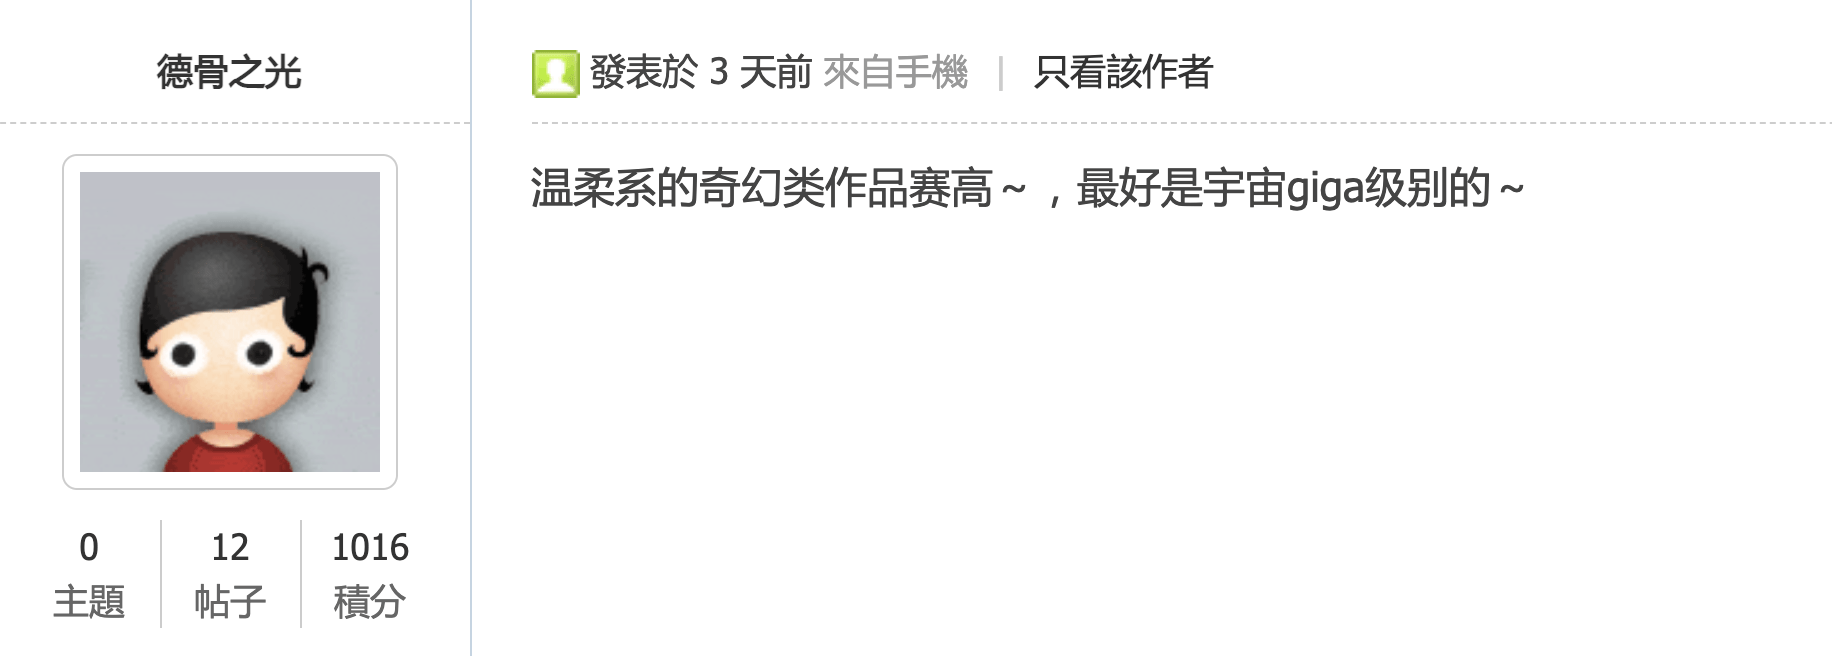 德骨之光
發表於 3 天前 來自手機 | 只看該作者
温柔系的奇幻类作品赛高～，最好是宇宙giga级别的～
0 12 1016
主題 帖子 積分